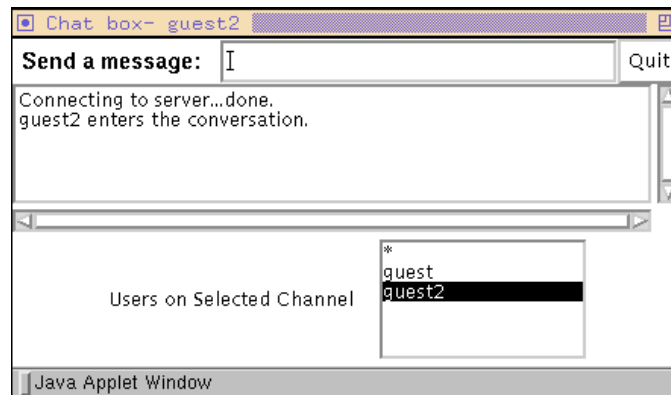 Chat box- guest2
Send a message: Quit
Connecting to server...done.
guest2 enters the conversation.
*
guest
Users on Selected Channel guest2
Java Applet Window